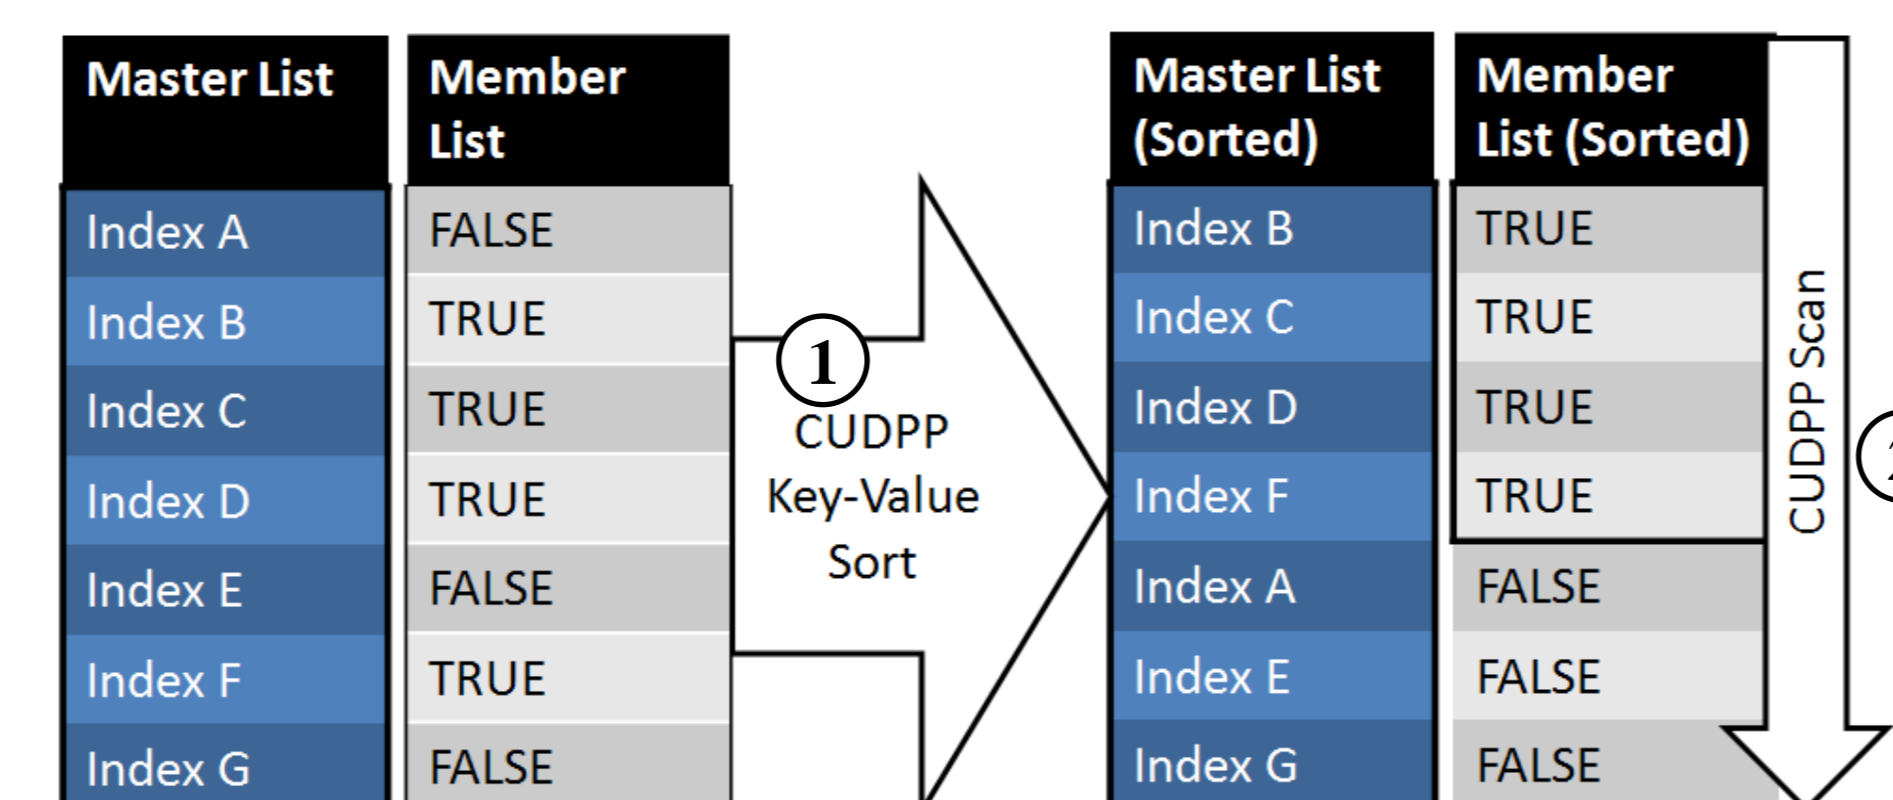 Master List
Member
List
Index A
FALSE
Index B
TRUE
Index C
TRUE
Index D
TRUE
Index E
FALSE
Index F
TRUE
Index G
FALSE
1
CUDPP
Key-Value
Sort
Master List
(Sorted)
Member
List (Sorted)
Index B
TRUE
Index C
TRUE
Index D
TRUE
Index F
TRUE
Index A
FALSE
Index E
FALSE
Index G
FALSE
CUDPP Scan